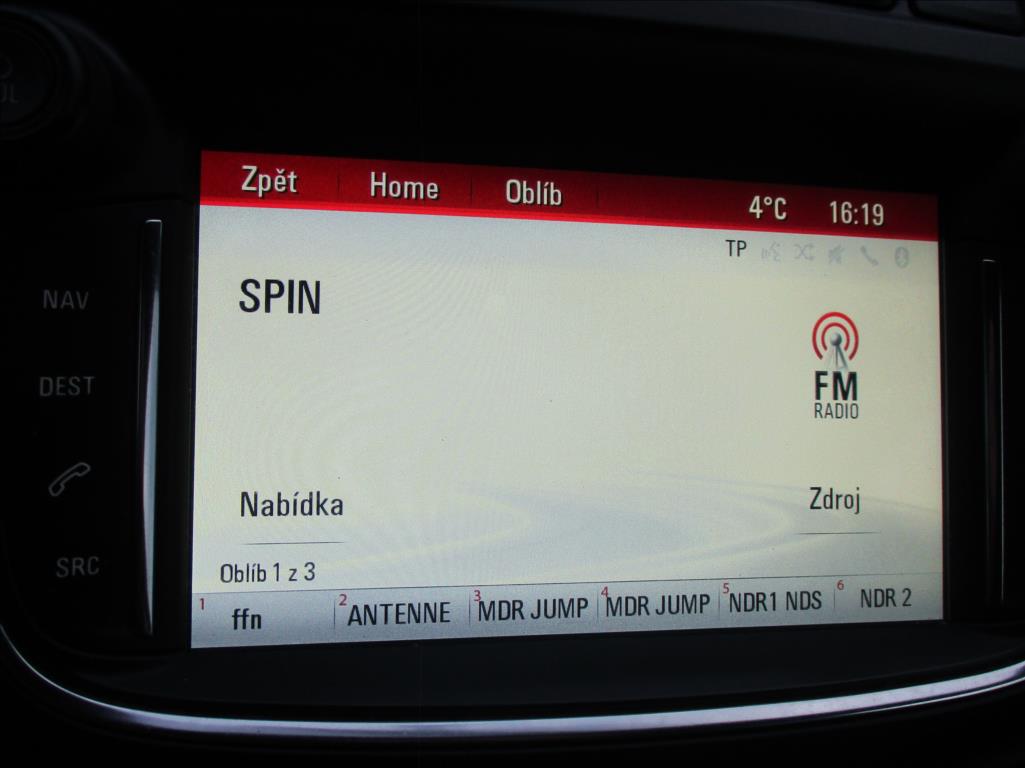 Zpět Home Oblíb 4°C 16:19
TP
NAV
SPIN
DEST
FM
RADIO
Nabídka Zdroj
SRC
Oblíb 1 z 3
1 ffn 2 ANTENNE 3 MDR JUMP 4 MDR JUMP 5 NDR1 NDS 6 NDR 2